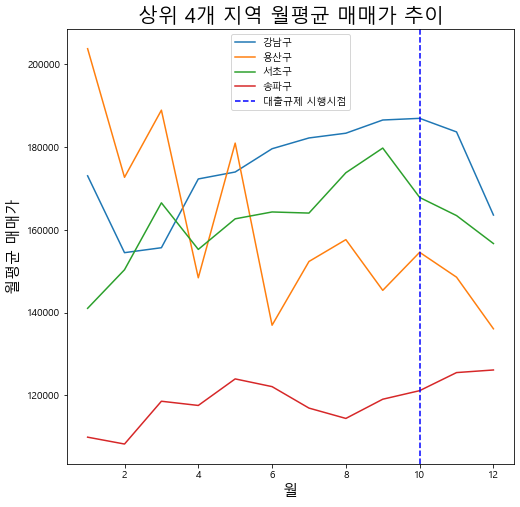 상위 4개 지역 월평균 매매가 추이
강남구
용산구
서초구
송파구
대출규제 시행시점
월평균 매매가
200000
180000
160000
140000
120000
2 4 6 8 10 12
월